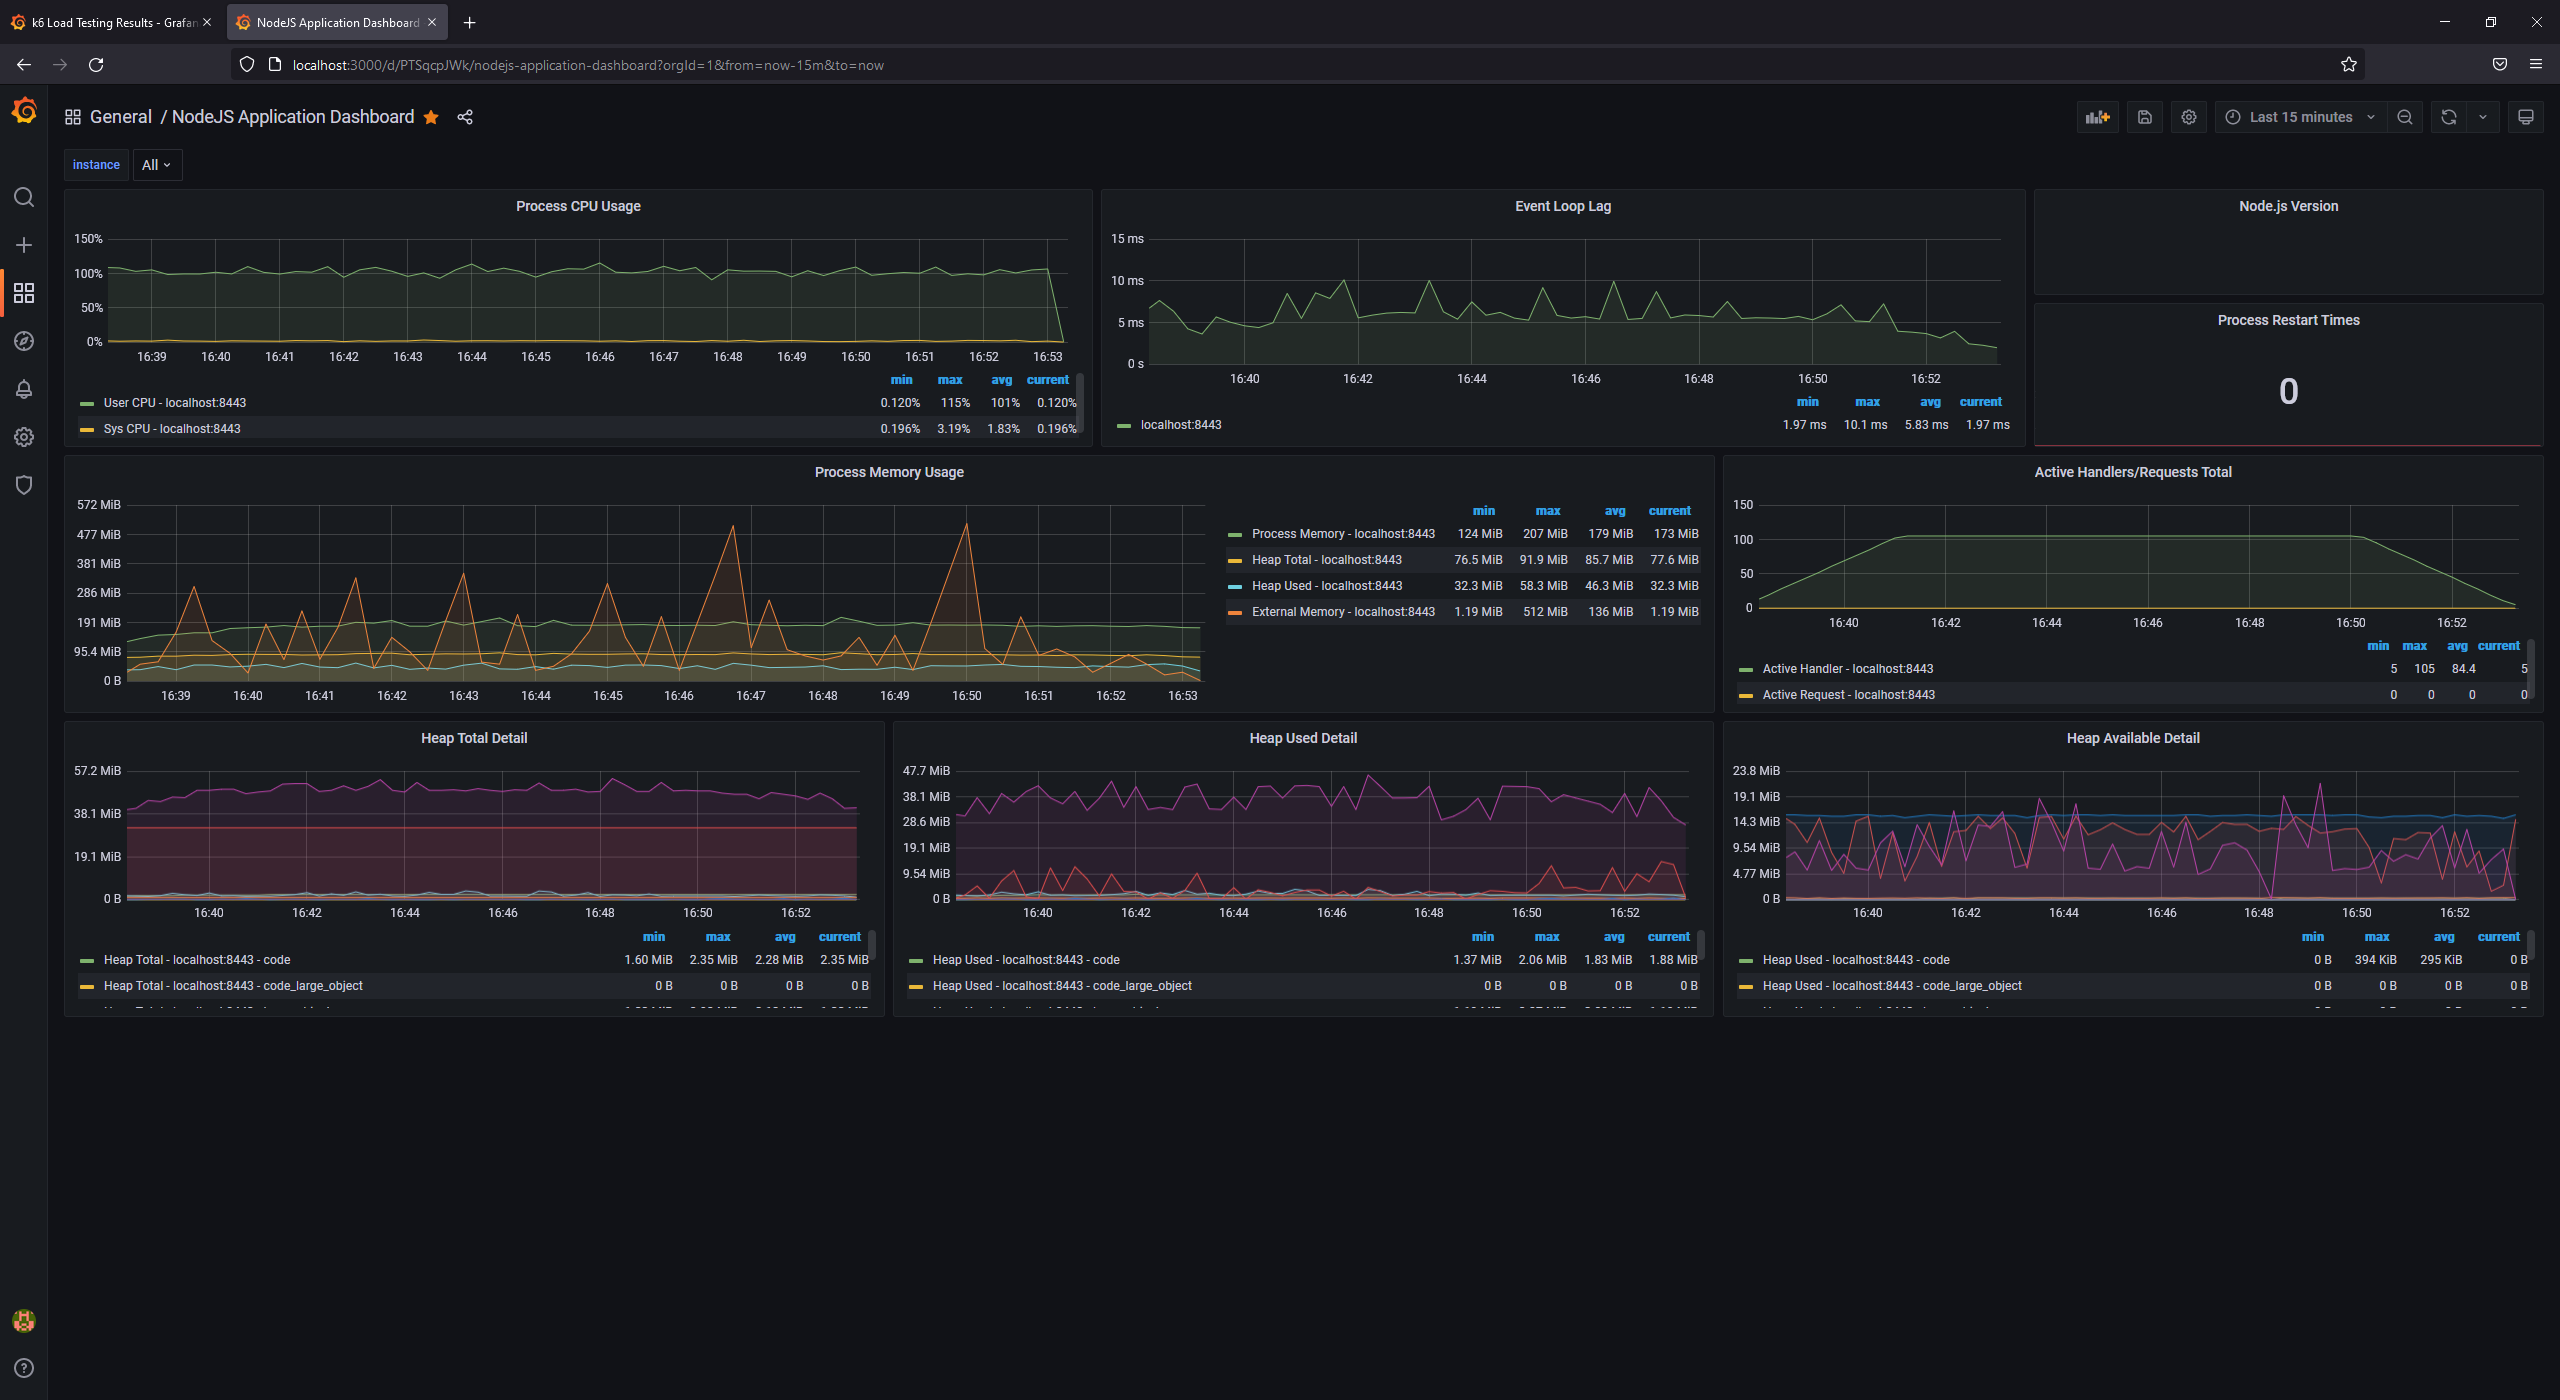 k6 Load Testing Results - Grafan
NodeJS Application Dashboard
localhost:3000/d/PTSqcpJWk/nodejs-application-dashboard?orgId=1&from=now-15m&to=now
General / NodeJS Application Dashboard
Last 15 minutes
instance All
Process CPU Usage
150%
100%
50%
0%
16:39 16:40 16:41 16:42 16:43 16:44 16:45 16:46 16:47 16:48 16:49 16:50 16:51 16:52 16:53
min max avg current
User CPU - localhost:8443 0.120% 115% 101% 0.120%
Sys CPU - localhost:8443 0.196% 3.19% 1.83% 0.196%
Event Loop Lag
15 ms
10 ms
5 ms
0 s
16:40 16:42 16:44 16:46 16:48 16:50 16:52
min max avg current
localhost:8443 1.97 ms 10.1 ms 5.83 ms 1.97 ms
Node.js Version
Process Restart Times
0
Process Memory Usage
572 MiB
477 MiB
381 MiB
286 MiB
191 MiB
95.4 MiB
0 B
16:39 16:40 16:41 16:42 16:43 16:44 16:45 16:46 16:47 16:48 16:49 16:50 16:51 16:52 16:53
min max avg current
Process Memory - localhost:8443 124 MiB 207 MiB 179 MiB 173 MiB
Heap Total - localhost:8443 76.5 MiB 91.9 MiB 85.7 MiB 77.6 MiB
Heap Used - localhost:8443 32.3 MiB 58.3 MiB 46.3 MiB 32.3 MiB
External Memory - localhost:8443 1.19 MiB 512 MiB 136 MiB 1.19 MiB
Active Handlers/Requests Total
150
100
50
0
16:40 16:42 16:44 16:46 16:48 16:50 16:52
min max avg current
Active Handler - localhost:8443 5 105 84.4 5
Active Request - localhost:8443 0 0 0 0
Heap Total Detail
57.2 MiB
38.1 MiB
19.1 MiB
0 B
16:40 16:42 16:44 16:46 16:48 16:50 16:52
min max avg current
Heap Total - localhost:8443 - code 1.60 MiB 2.35 MiB 2.28 MiB 2.35 MiB
Heap Total - localhost:8443 - code_large_object 0 B 0 B 0 B 0 B
Heap Used Detail
47.7 MiB
38.1 MiB
28.6 MiB
19.1 MiB
9.54 MiB
0 B
16:40 16:42 16:44 16:46 16:48 16:50 16:52
min max avg current
Heap Used - localhost:8443 - code 1.37 MiB 2.06 MiB 1.83 MiB 1.88 MiB
Heap Used - localhost:8443 - code_large_object 0 B 0 B 0 B 0 B
Heap Available Detail
23.8 MiB
19.1 MiB
14.3 MiB
9.54 MiB
4.77 MiB
0 B
16:40 16:42 16:44 16:46 16:48 16:50 16:52
min max avg current
Heap Used - localhost:8443 - code 0 B 394 KiB 295 KiB 0 B
Heap Used - localhost:8443 - code_large_object 0 B 0 B 0 B 0 B